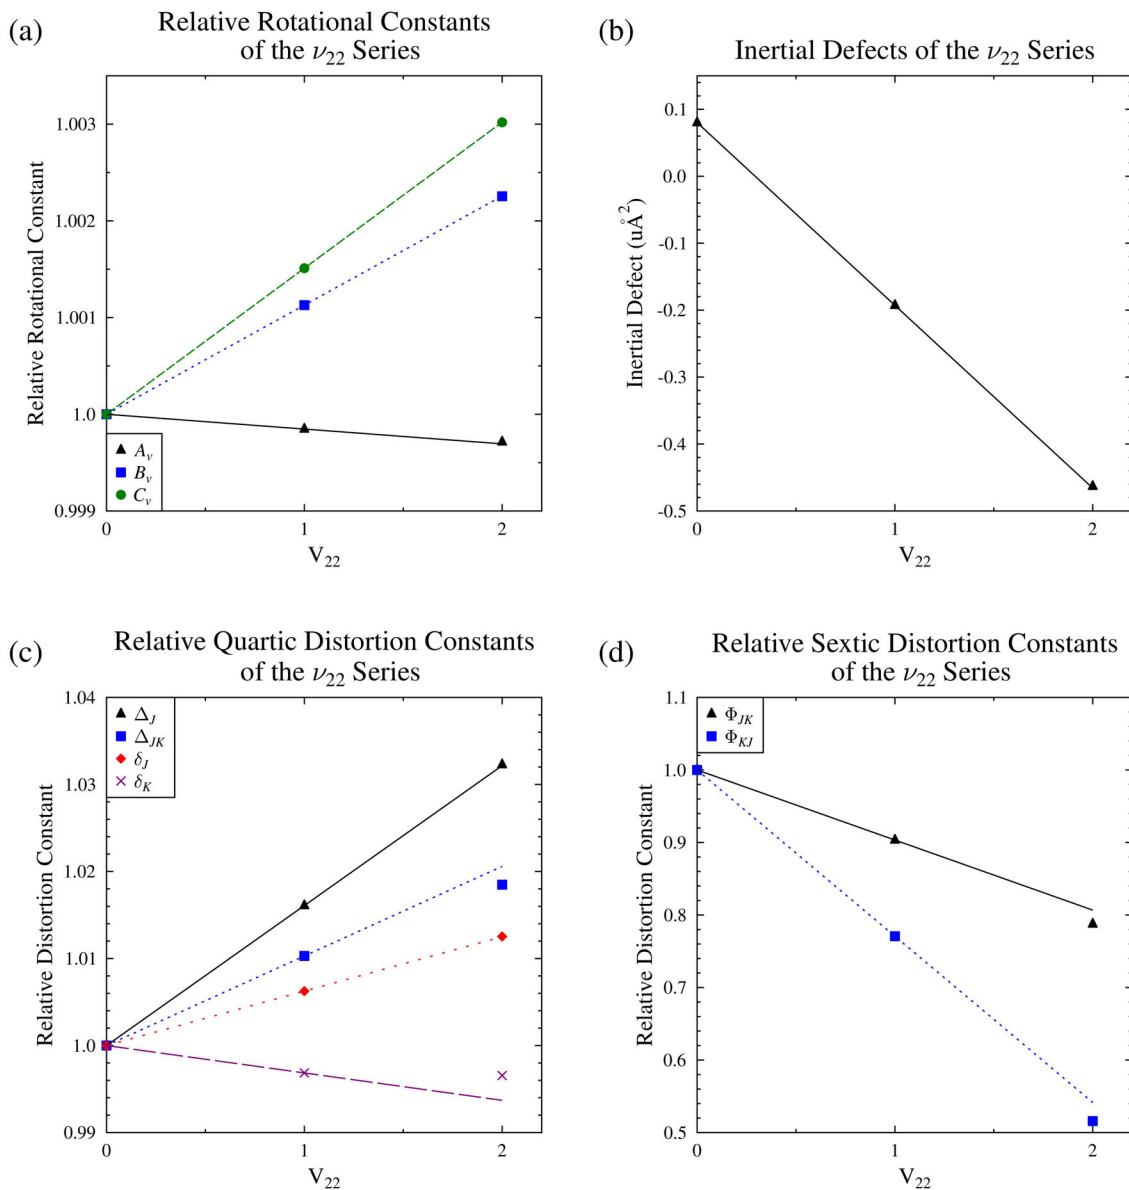 (a)
Relative Rotational Constants
of the ν₂₂ Series
Relative Rotational Constant
1.003
1.002
1.001
1.0
0.999
Aᵥ
Bᵥ
Cᵥ
0
1
2
V₂₂
(b)
Inertial Defects of the ν₂₂ Series
Inertial Defect (uÅ²)
0.1
0.0
-0.1
-0.2
-0.3
-0.4
-0.5
0
1
2
V₂₂
(c)
Relative Quartic Distortion Constants
of the ν₂₂ Series
Relative Distortion Constant
1.04
1.03
1.02
1.01
1.0
0.99
Δ_J
Δ_JK
δ_J
δ_K
0
1
2
V₂₂
(d)
Relative Sextic Distortion Constants
of the ν₂₂ Series
Relative Distortion Constant
1.1
1.0
0.9
0.8
0.7
0.6
0.5
Φ_JK
Φ_KJ
0
1
2
V₂₂